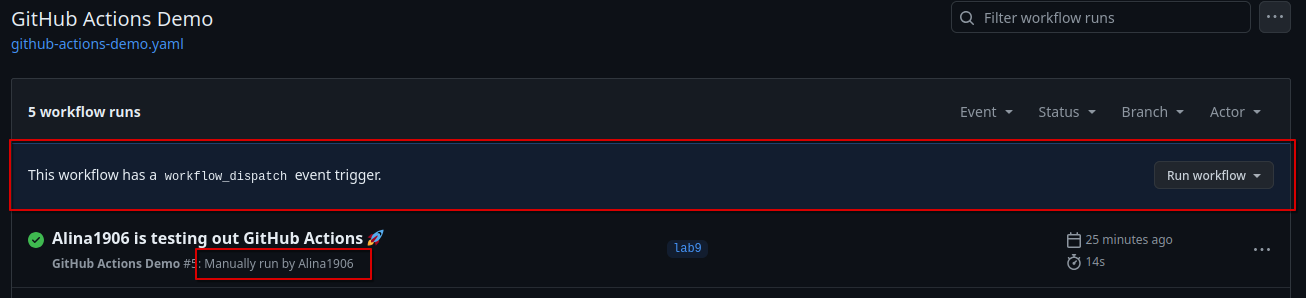 GitHub Actions Demo
Filter workflow runs
github-actions-demo.yaml
5 workflow runs
Event Status Branch Actor
This workflow has a workflow_dispatch event trigger.
Run workflow
Alina1906 is testing out GitHub Actions 🚀
lab9
25 minutes ago
GitHub Actions Demo #5: Manually run by Alina1906
14s